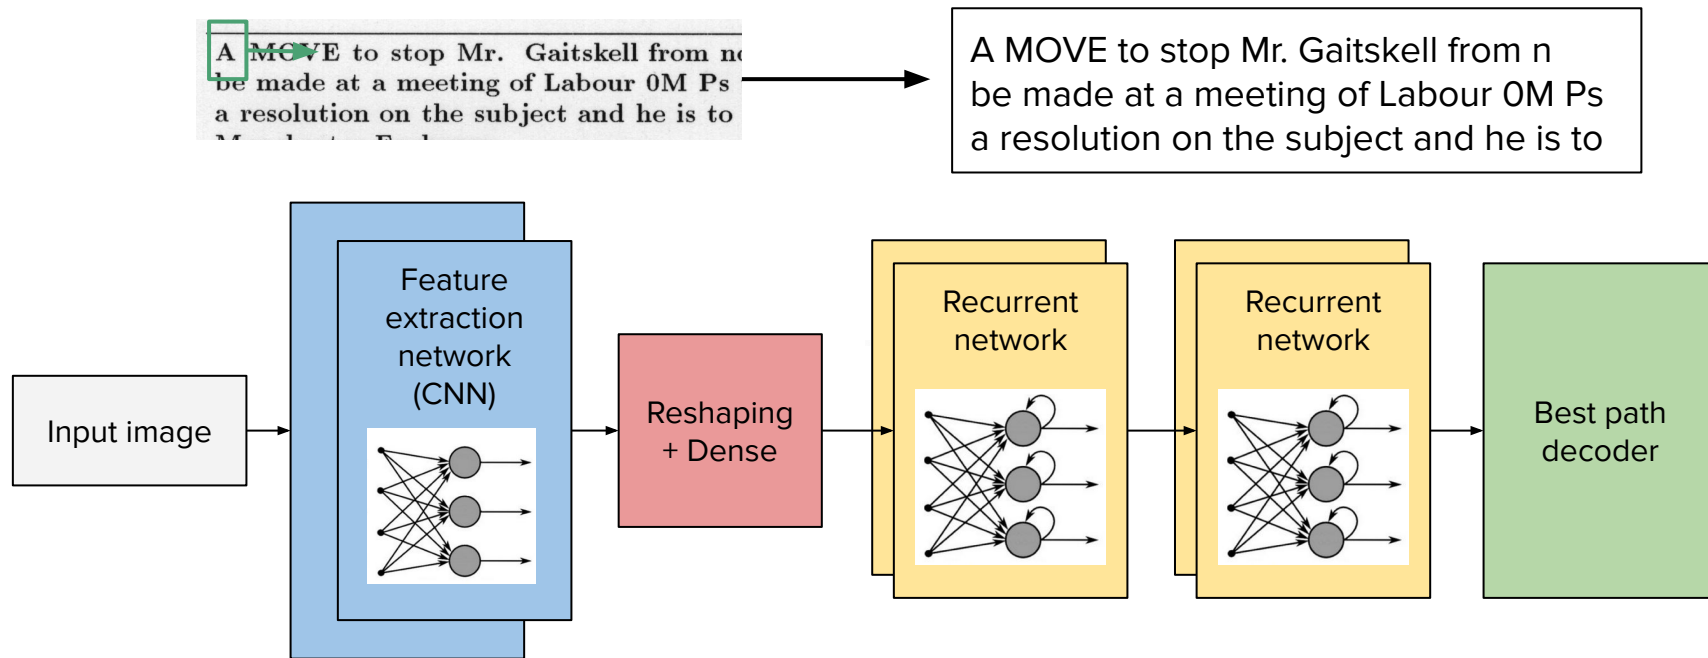 A MOVE to stop Mr. Gaitskell from
be made at a meeting of Labour 0M Ps
a resolution on the subject and he is to
A MOVE to stop Mr. Gaitskell from n
be made at a meeting of Labour 0M Ps
a resolution on the subject and he is to
Input image
Feature
extraction
network
(CNN)
Reshaping
+ Dense
Recurrent
network
Recurrent
network
Best path
decoder